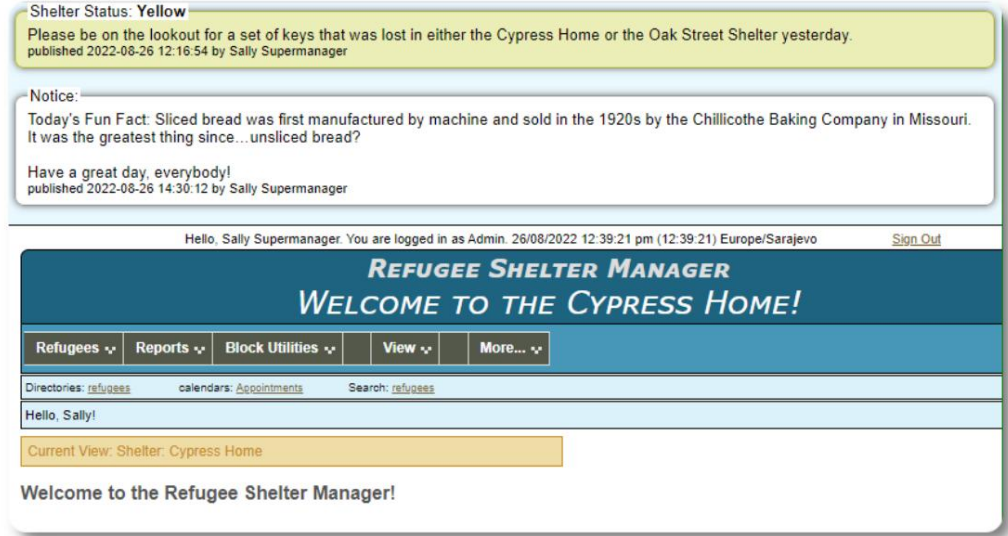 Shelter Status: Yellow
Please be on the lookout for a set of keys that was lost in either the Cypress Home or the Oak Street Shelter yesterday.
published 2022-08-26 12:16:54 by Sally Supermanager
Notice:
Today's Fun Fact: Sliced bread was first manufactured by machine and sold in the 1920s by the Chillicothe Baking Company in Missouri.
It was the greatest thing since...unsliced bread?
Have a great day, everybody!
published 2022-08-26 14:30:12 by Sally Supermanager
Hello, Sally Supermanager. You are logged in as Admin. 26/08/2022 12:39:21 pm (12:39:21) Europe/Sarajevo Sign Out
REFUGEE SHELTER MANAGER
WELCOME TO THE CYPRESS HOME!
Refugees Reports Block Utilities View More...
Directories: refugees calendars: Appointments Search: refugees
Hello, Sally!
Current View: Shelter: Cypress Home
Welcome to the Refugee Shelter Manager!